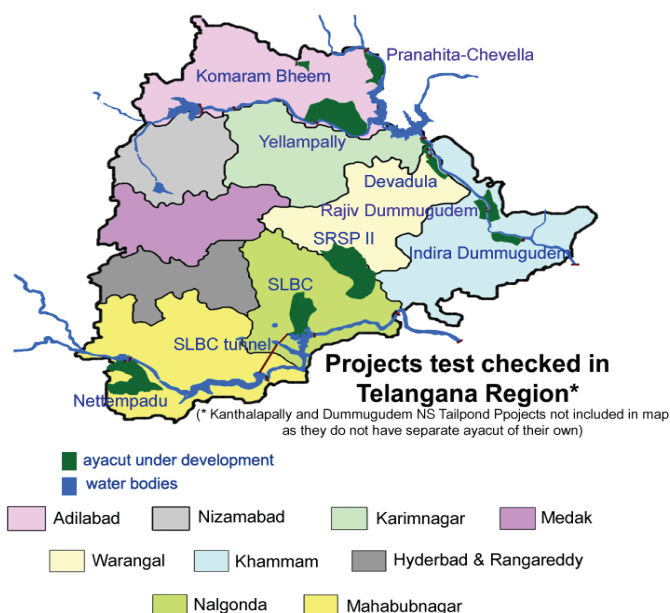 Pranahita-Chevella
Komaram Bheem
Yellampally
Devadula
Rajiv Dummugudem
SRSP II
Indira Dummugudem
SLBC
SLBC tunnel
Nettempadu
Projects test checked in
Telangana Region*
(* Kanthalapally and Dummugudem NS Tailpond Ppojects not included in map
as they do not have separate ayacut of their own)
ayacut under development
water bodies
Adilabad
Nizamabad
Karimnagar
Medak
Warangal
Khammam
Hyderbad & Rangareddy
Nalgonda
Mahabubnagar